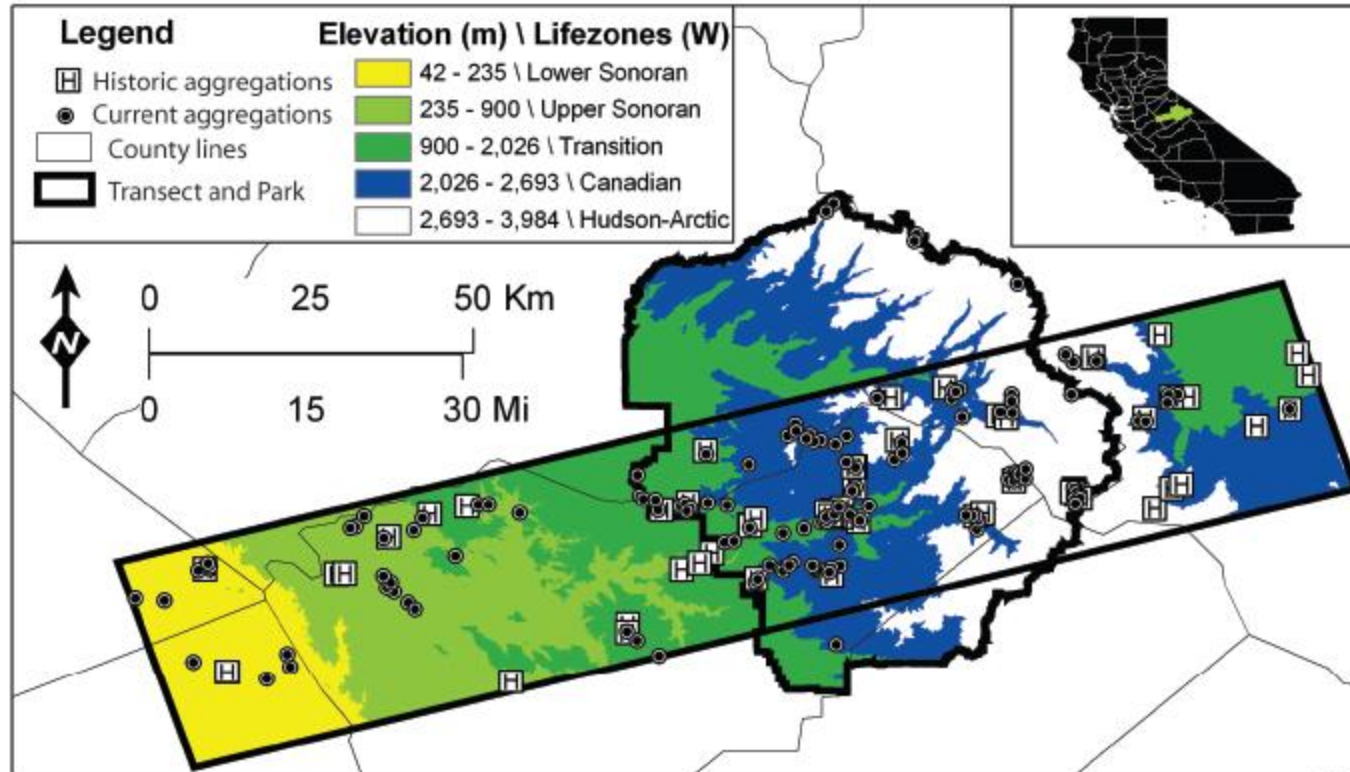 Legend
H Historic aggregations
Current aggregations
County lines
Transect and Park
Elevation (m) \ Lifezones (W)
42 - 235 \ Lower Sonoran
235 - 900 \ Upper Sonoran
900 - 2,026 \ Transition
2,026 - 2,693 \ Canadian
2,693 - 3,984 \ Hudson-Arctic
N
0 25 50 Km
0 15 30 Mi